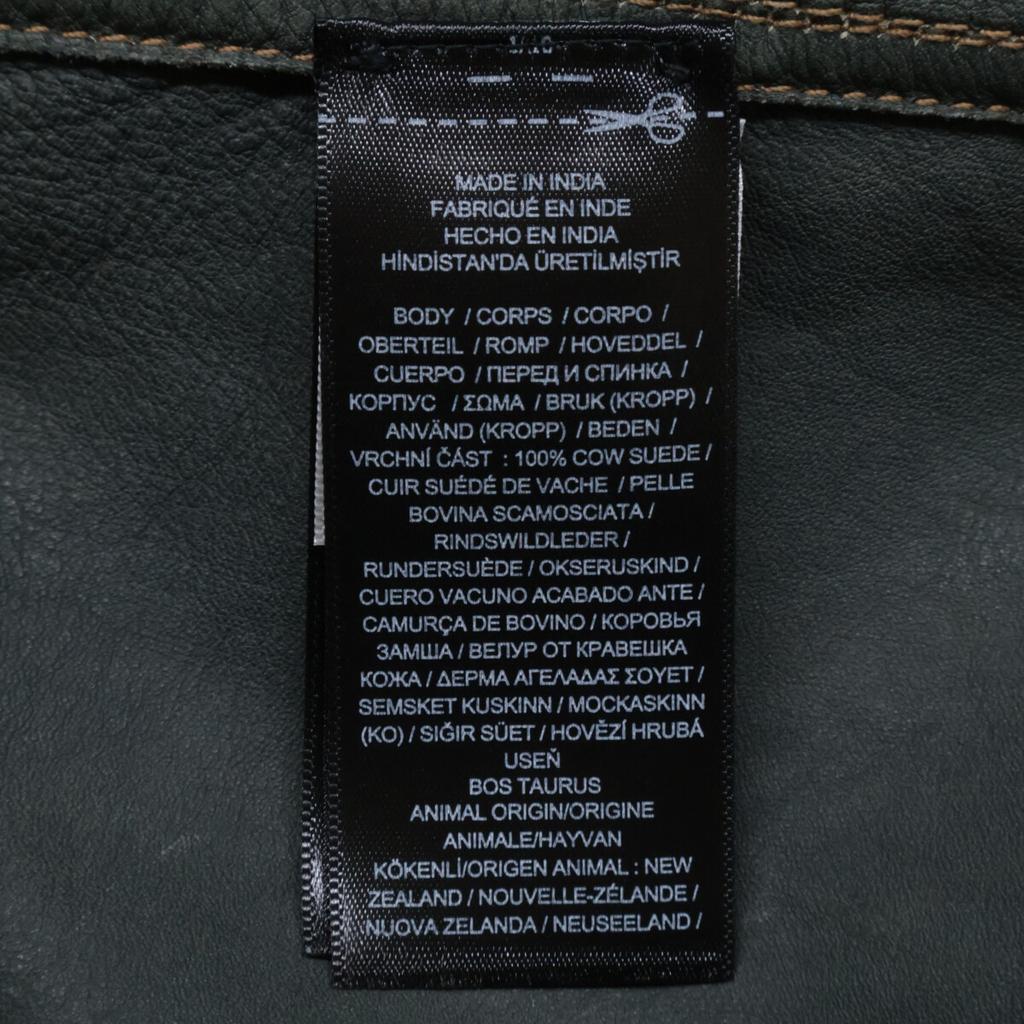 MADE IN INDIA
FABRIQUÉ EN INDE
HECHO EN INDIA
HİNDİSTAN'DA ÜRETİLMİŞTİR
BODY / CORPS / CORPO /
OBERTEIL / ROMP / HOVEDDEL /
CUERPO / ПЕРЕД И СПИНКА /
КОРПУС / ΣΩΜΑ / BRUK (KROPP) /
ANVÄND (KROPP) / BEDEN /
VRCHNÍ ČÁST : 100% COW SUEDE /
CUIR SUÉDÉ DE VACHE / PELLE
BOVINA SCAMOSCIATA /
RINDSWILDLEDER /
RUNDERSUÈDE / OKSERUSKIND /
CUERO VACUNO ACABADO ANTE /
CAMURÇA DE BOVINO / КОРОВЬЯ
ЗАМША / ВЕЛУР ОТ КРАВЕШКА
КОЖА / ΔΕΡΜΑ ΑΓΕΛΑΔΑΣ ΣΟΥΕΤ /
SEMSKET KUSKINN / MOCKASKINN
(KO) / SIĞIR SÜET / HOVĚZÍ HRUBÁ
USEŇ
BOS TAURUS
ANIMAL ORIGIN/ORIGINE
ANIMALE/HAYVAN
KÖKENLİ/ORIGEN ANIMAL : NEW
ZEALAND / NOUVELLE-ZÉLANDE /
NUOVA ZELANDA / NEUSEELAND /